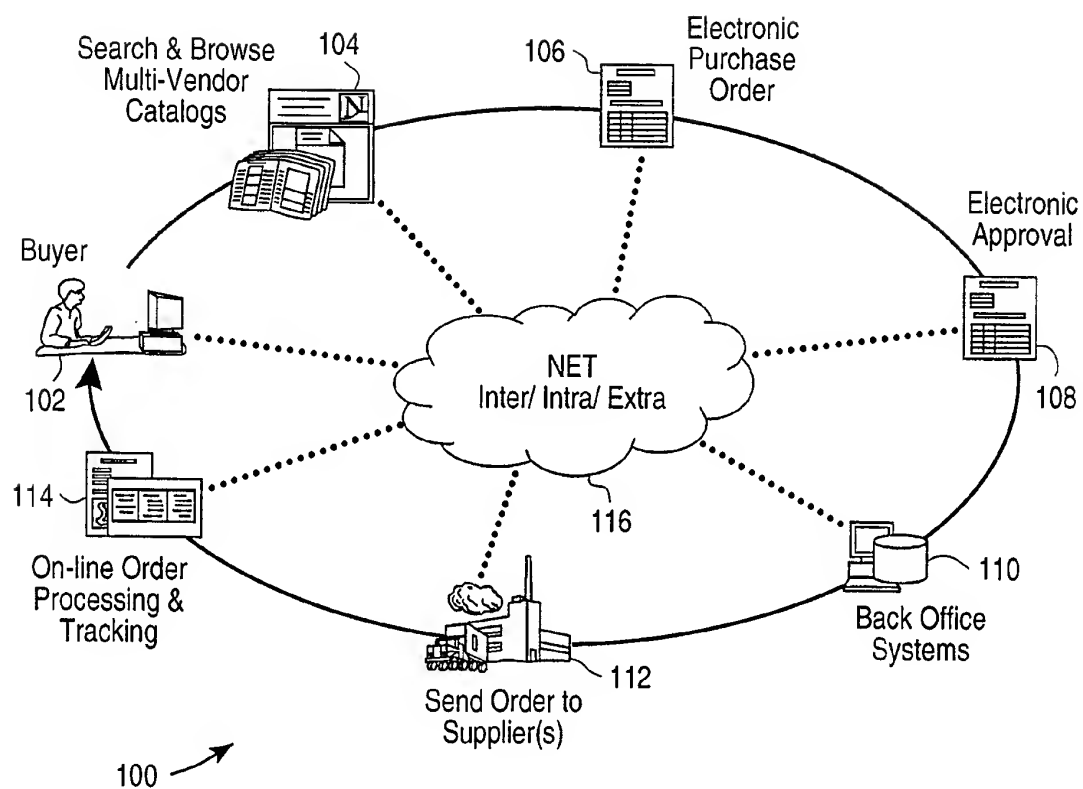 Search & Browse
Multi-Vendor
Catalogs
104
106
Electronic
Purchase
Order
Electronic
Approval
108
Buyer
102
NET
Inter/ Intra/ Extra
116
114
On-line Order
Processing &
Tracking
110
Back Office
Systems
112
Send Order to
Supplier(s)
100